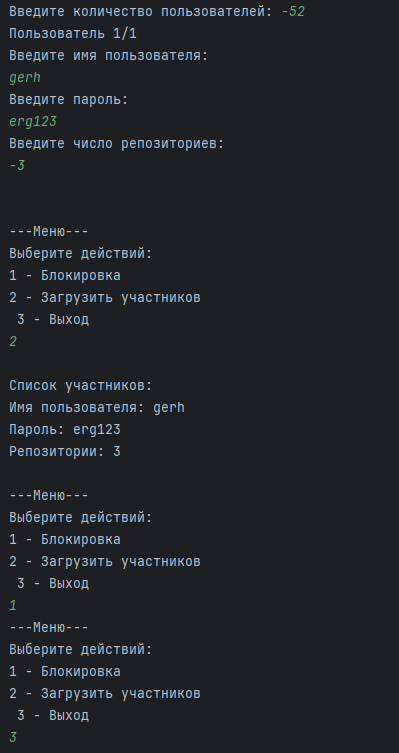 Введите количество пользователей: -52
Пользователь 1/1
Введите имя пользователя:
gerh
Введите пароль:
erg123
Введите число репозиториев:
-3
---Меню---
Выберите действий:
1 - Блокировка
2 - Загрузить участников
3 - Выход
2
Список участников:
Имя пользователя: gerh
Пароль: erg123
Репозитории: 3
---Меню---
Выберите действий:
1 - Блокировка
2 - Загрузить участников
3 - Выход
1
---Меню---
Выберите действий:
1 - Блокировка
2 - Загрузить участников
3 - Выход
3